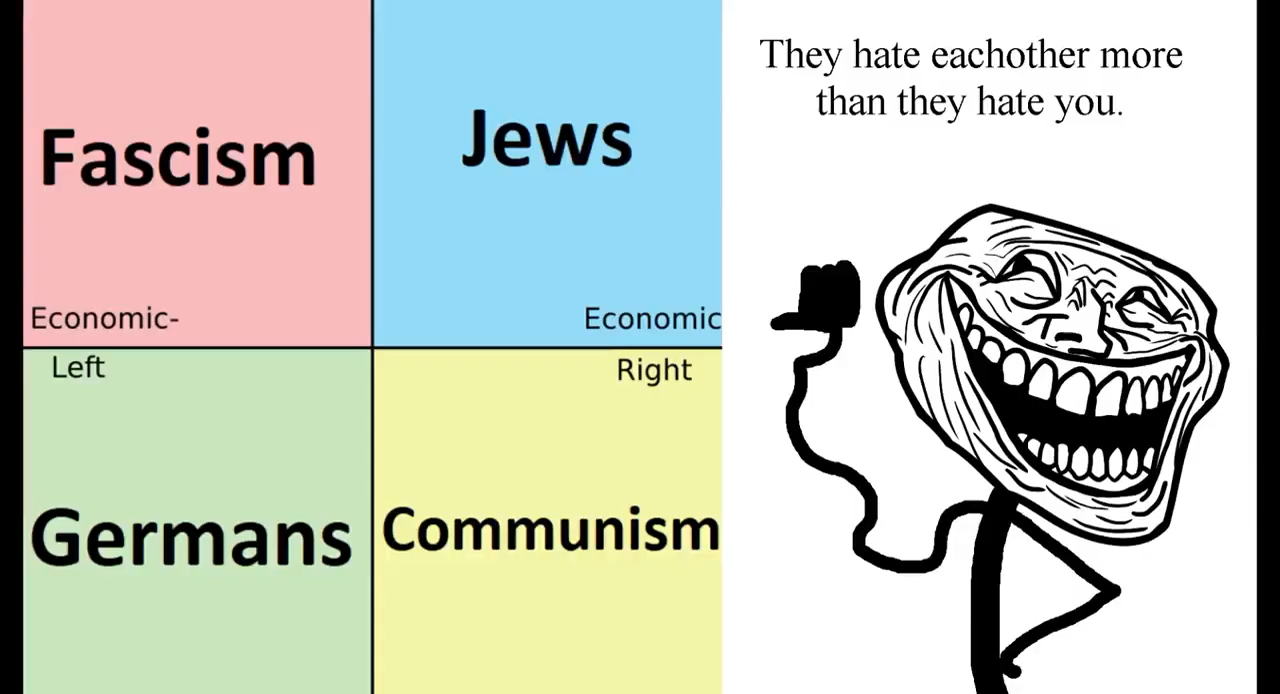 Fascism
Jews
Economic-
Left
Economic
Right
Germans
Communism
They hate eachother more
than they hate you.